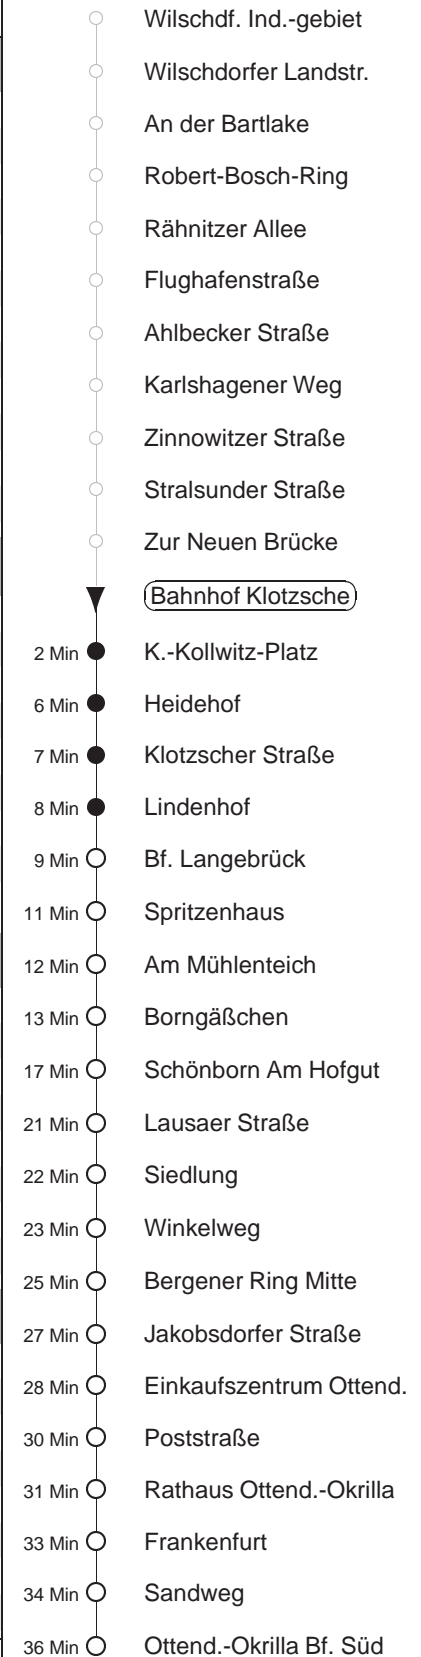 Wilschdf. Ind.-gebiet
Wilschdorfer Landstr.
An der Bartlake
Robert-Bosch-Ring
Rähnitzer Allee
Flughafenstraße
Ahlbecker Straße
Karlshagener Weg
Zinnowitzer Straße
Stralsunder Straße
Zur Neuen Brücke
Bahnhof Klotzsche
2 Min K.-Kollwitz-Platz
6 Min Heidehof
7 Min Klotzscher Straße
8 Min Lindenhof
9 Min Bf. Langebrück
11 Min Spritzenhaus
12 Min Am Mühlenteich
13 Min Borngäßchen
17 Min Schönborn Am Hofgut
21 Min Lausaer Straße
22 Min Siedlung
23 Min Winkelweg
25 Min Bergener Ring Mitte
27 Min Jakobsdorfer Straße
28 Min Einkaufszentrum Ottend.
30 Min Poststraße
31 Min Rathaus Ottend.-Okrilla
33 Min Frankenfurt
34 Min Sandweg
36 Min Ottend.-Okrilla Bf. Süd